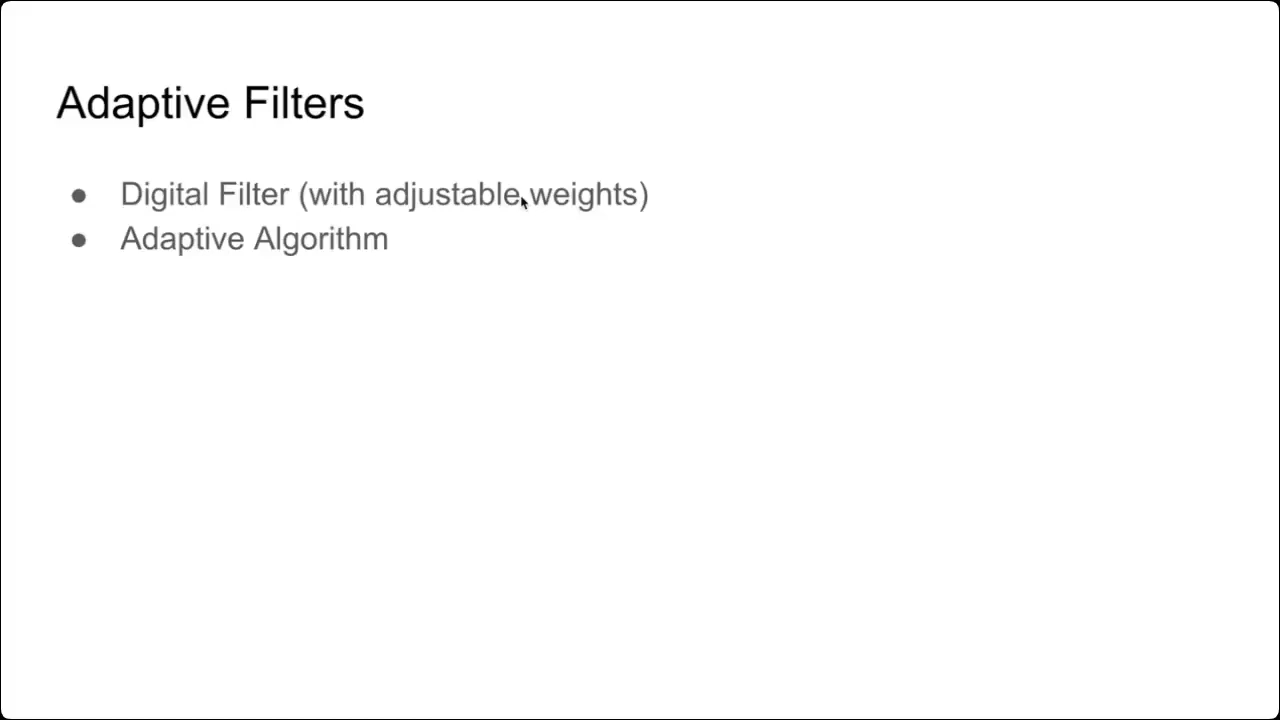 Adaptive Filters
● Digital Filter (with adjustable weights)
● Adaptive Algorithm